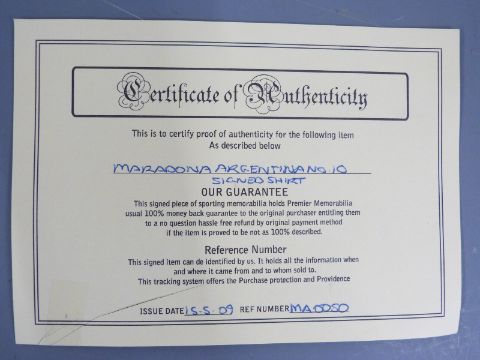 Certificate of Authenticity
This is to certify proof of authenticity for the following item
As described below
MARADONA ARGENTINA NO. 10
SIGNED SHIRT
OUR GUARANTEE
This signed piece of sporting memorabilia holds Premier Memorabilia
usual 100% money back guarantee to the original purchaser entitling them
to a no question hassle free refund by original payment method
if the item is proved to be not as 100% described.
Reference Number
This signed item can de identified by us. It holds all the information when
and where it came from and to whom sold to.
This tracking system offers the Purchase protection and Providence
ISSUE DATE 15-5-09 REF NUMBER MA0050